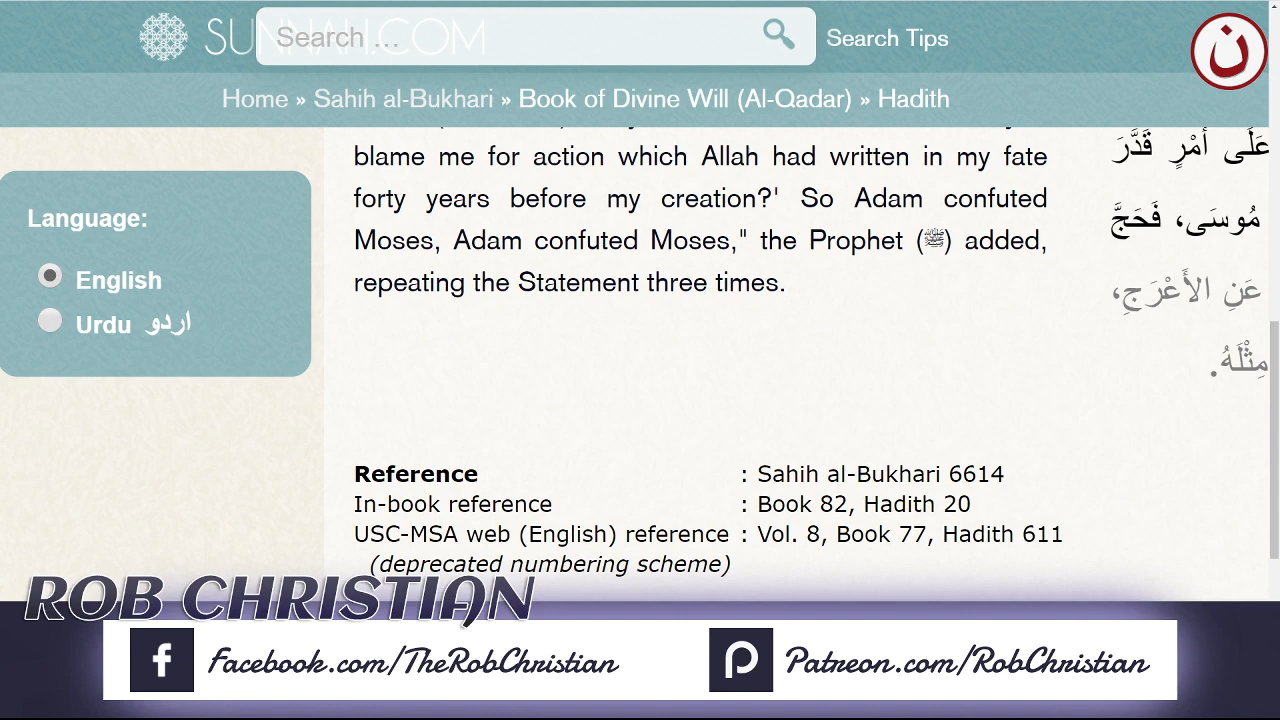 SUNNAH.COM
Search ...
Search Tips
ن
Home » Sahih al-Bukhari » Book of Divine Will (Al-Qadar) » Hadith
blame me for action which Allah had written in my fate
forty years before my creation?' So Adam confuted
Moses, Adam confuted Moses," the Prophet (ﷺ) added,
repeating the Statement three times.
عَلَى أَمْرٍ قَدَّرَ
مُوسَى، فَحَجَّ
عَنِ الأَعْرَجِ،
مِثْلَهُ.
Language:
English
Urdu اردو
Reference : Sahih al-Bukhari 6614
In-book reference : Book 82, Hadith 20
USC-MSA web (English) reference : Vol. 8, Book 77, Hadith 611
(deprecated numbering scheme)
ROB CHRISTIAN
Facebook.com/TheRobChristian
Patreon.com/RobChristian